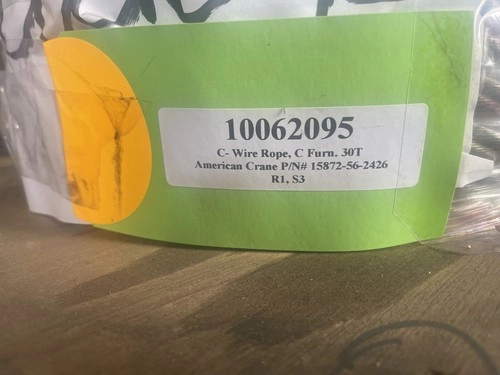 10062095
C- Wire Rope, C Furn. 30T
American Crane P/N# 15872-56-2426
R1, S3